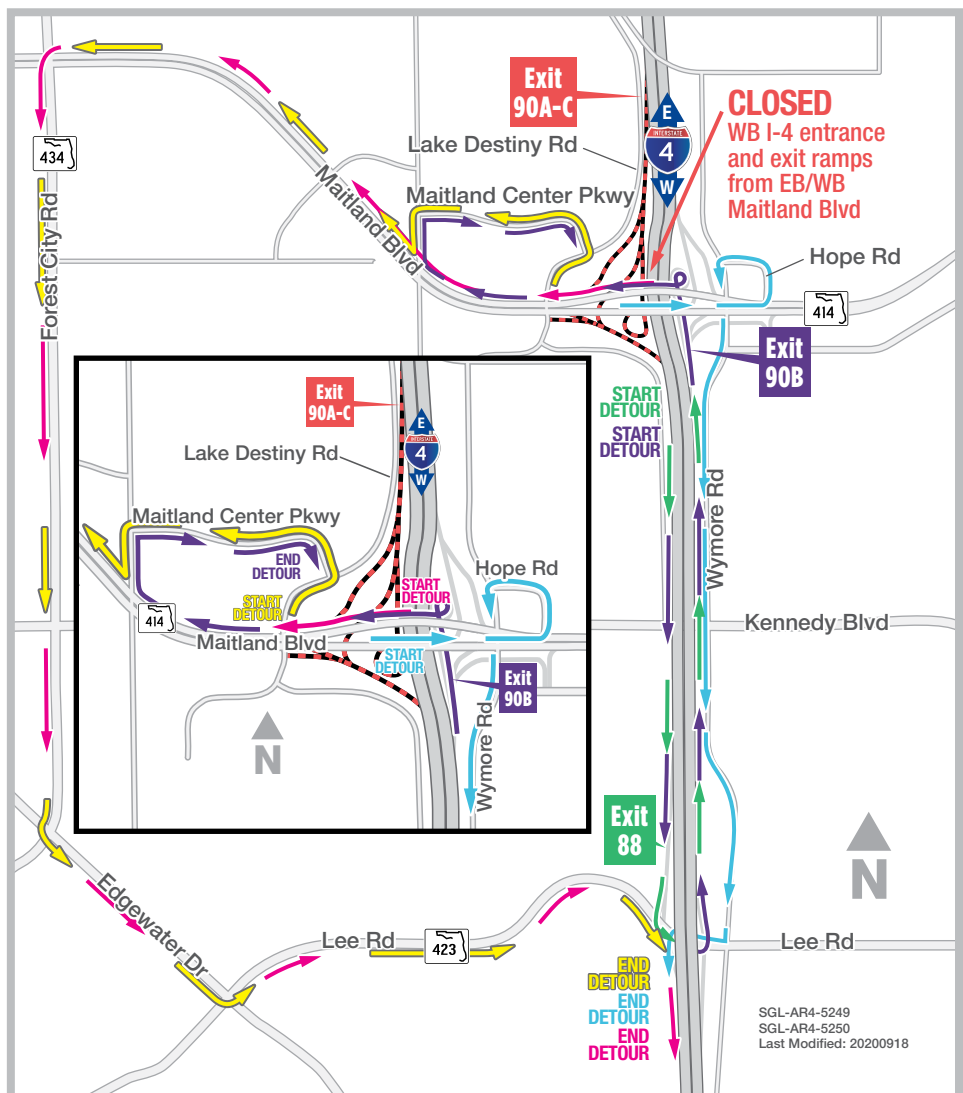 Exit
90A-C
E
INTERSTATE
4
W
CLOSED
WB I-4 entrance
and exit ramps
from EB/WB
Maitland Blvd
434
Lake Destiny Rd
Maitland Center Pkwy
Maitland Blvd
Forest City Rd
Hope Rd
414
Exit
90B
START
DETOUR
START
DETOUR
Wymore Rd
Exit
90A-C
E
INTERSTATE
4
W
Lake Destiny Rd
Maitland Center Pkwy
END
DETOUR
START
DETOUR
START
DETOUR
Hope Rd
414
Maitland Blvd
START
DETOUR
Exit
90B
Wymore Rd
N
Kennedy Blvd
Exit
88
N
Edgewater Dr
Lee Rd
423
Lee Rd
END
DETOUR
END
DETOUR
END
DETOUR
SGL-AR4-5249
SGL-AR4-5250
Last Modified: 20200918